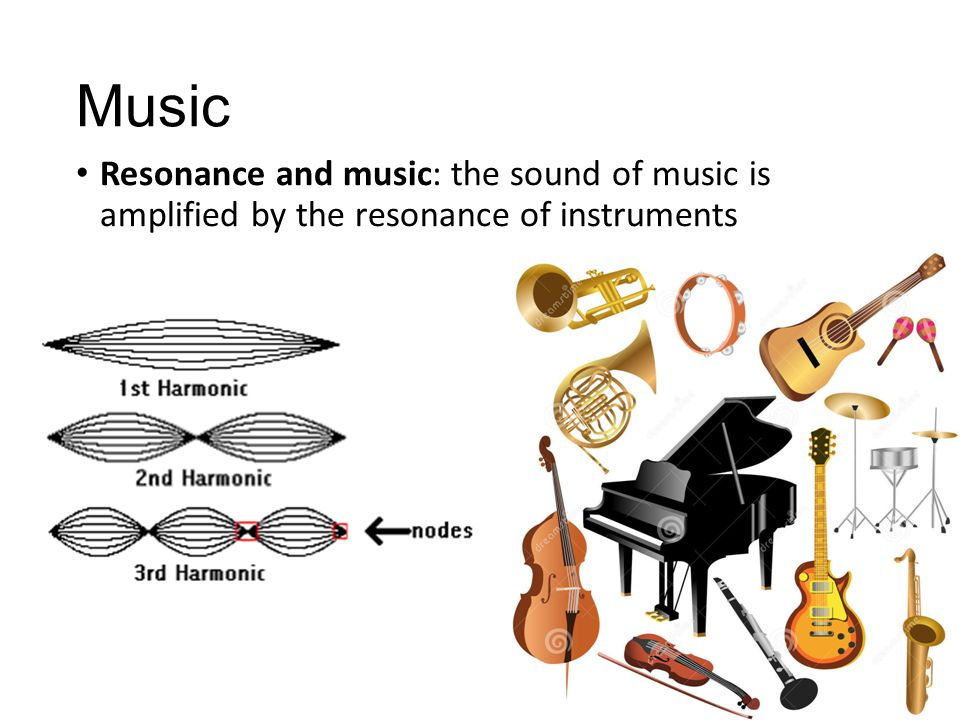 Music
• Resonance and music: the sound of music is
amplified by the resonance of instruments
1st Harmonic
2nd Harmonic
nodes
3rd Harmonic
dreamstime